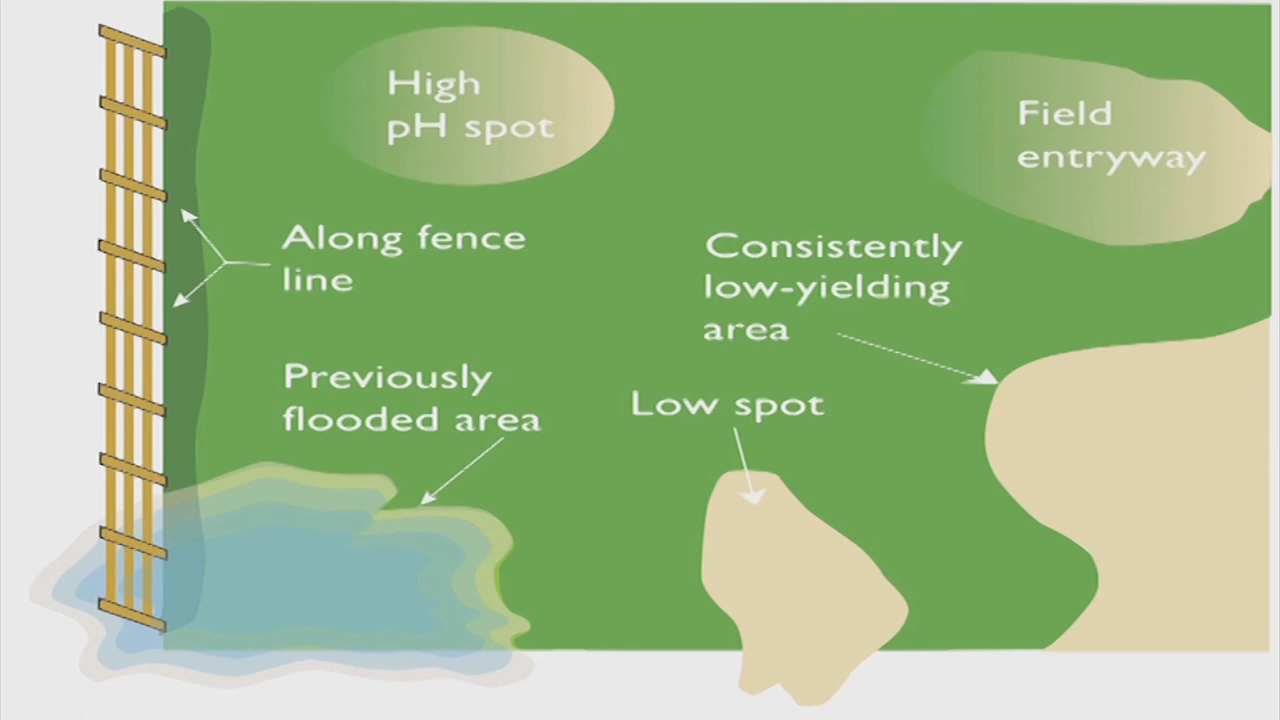 High
pH spot
Field
entryway
Along fence
line
Consistently
low-yielding
area
Previously
flooded area
Low spot